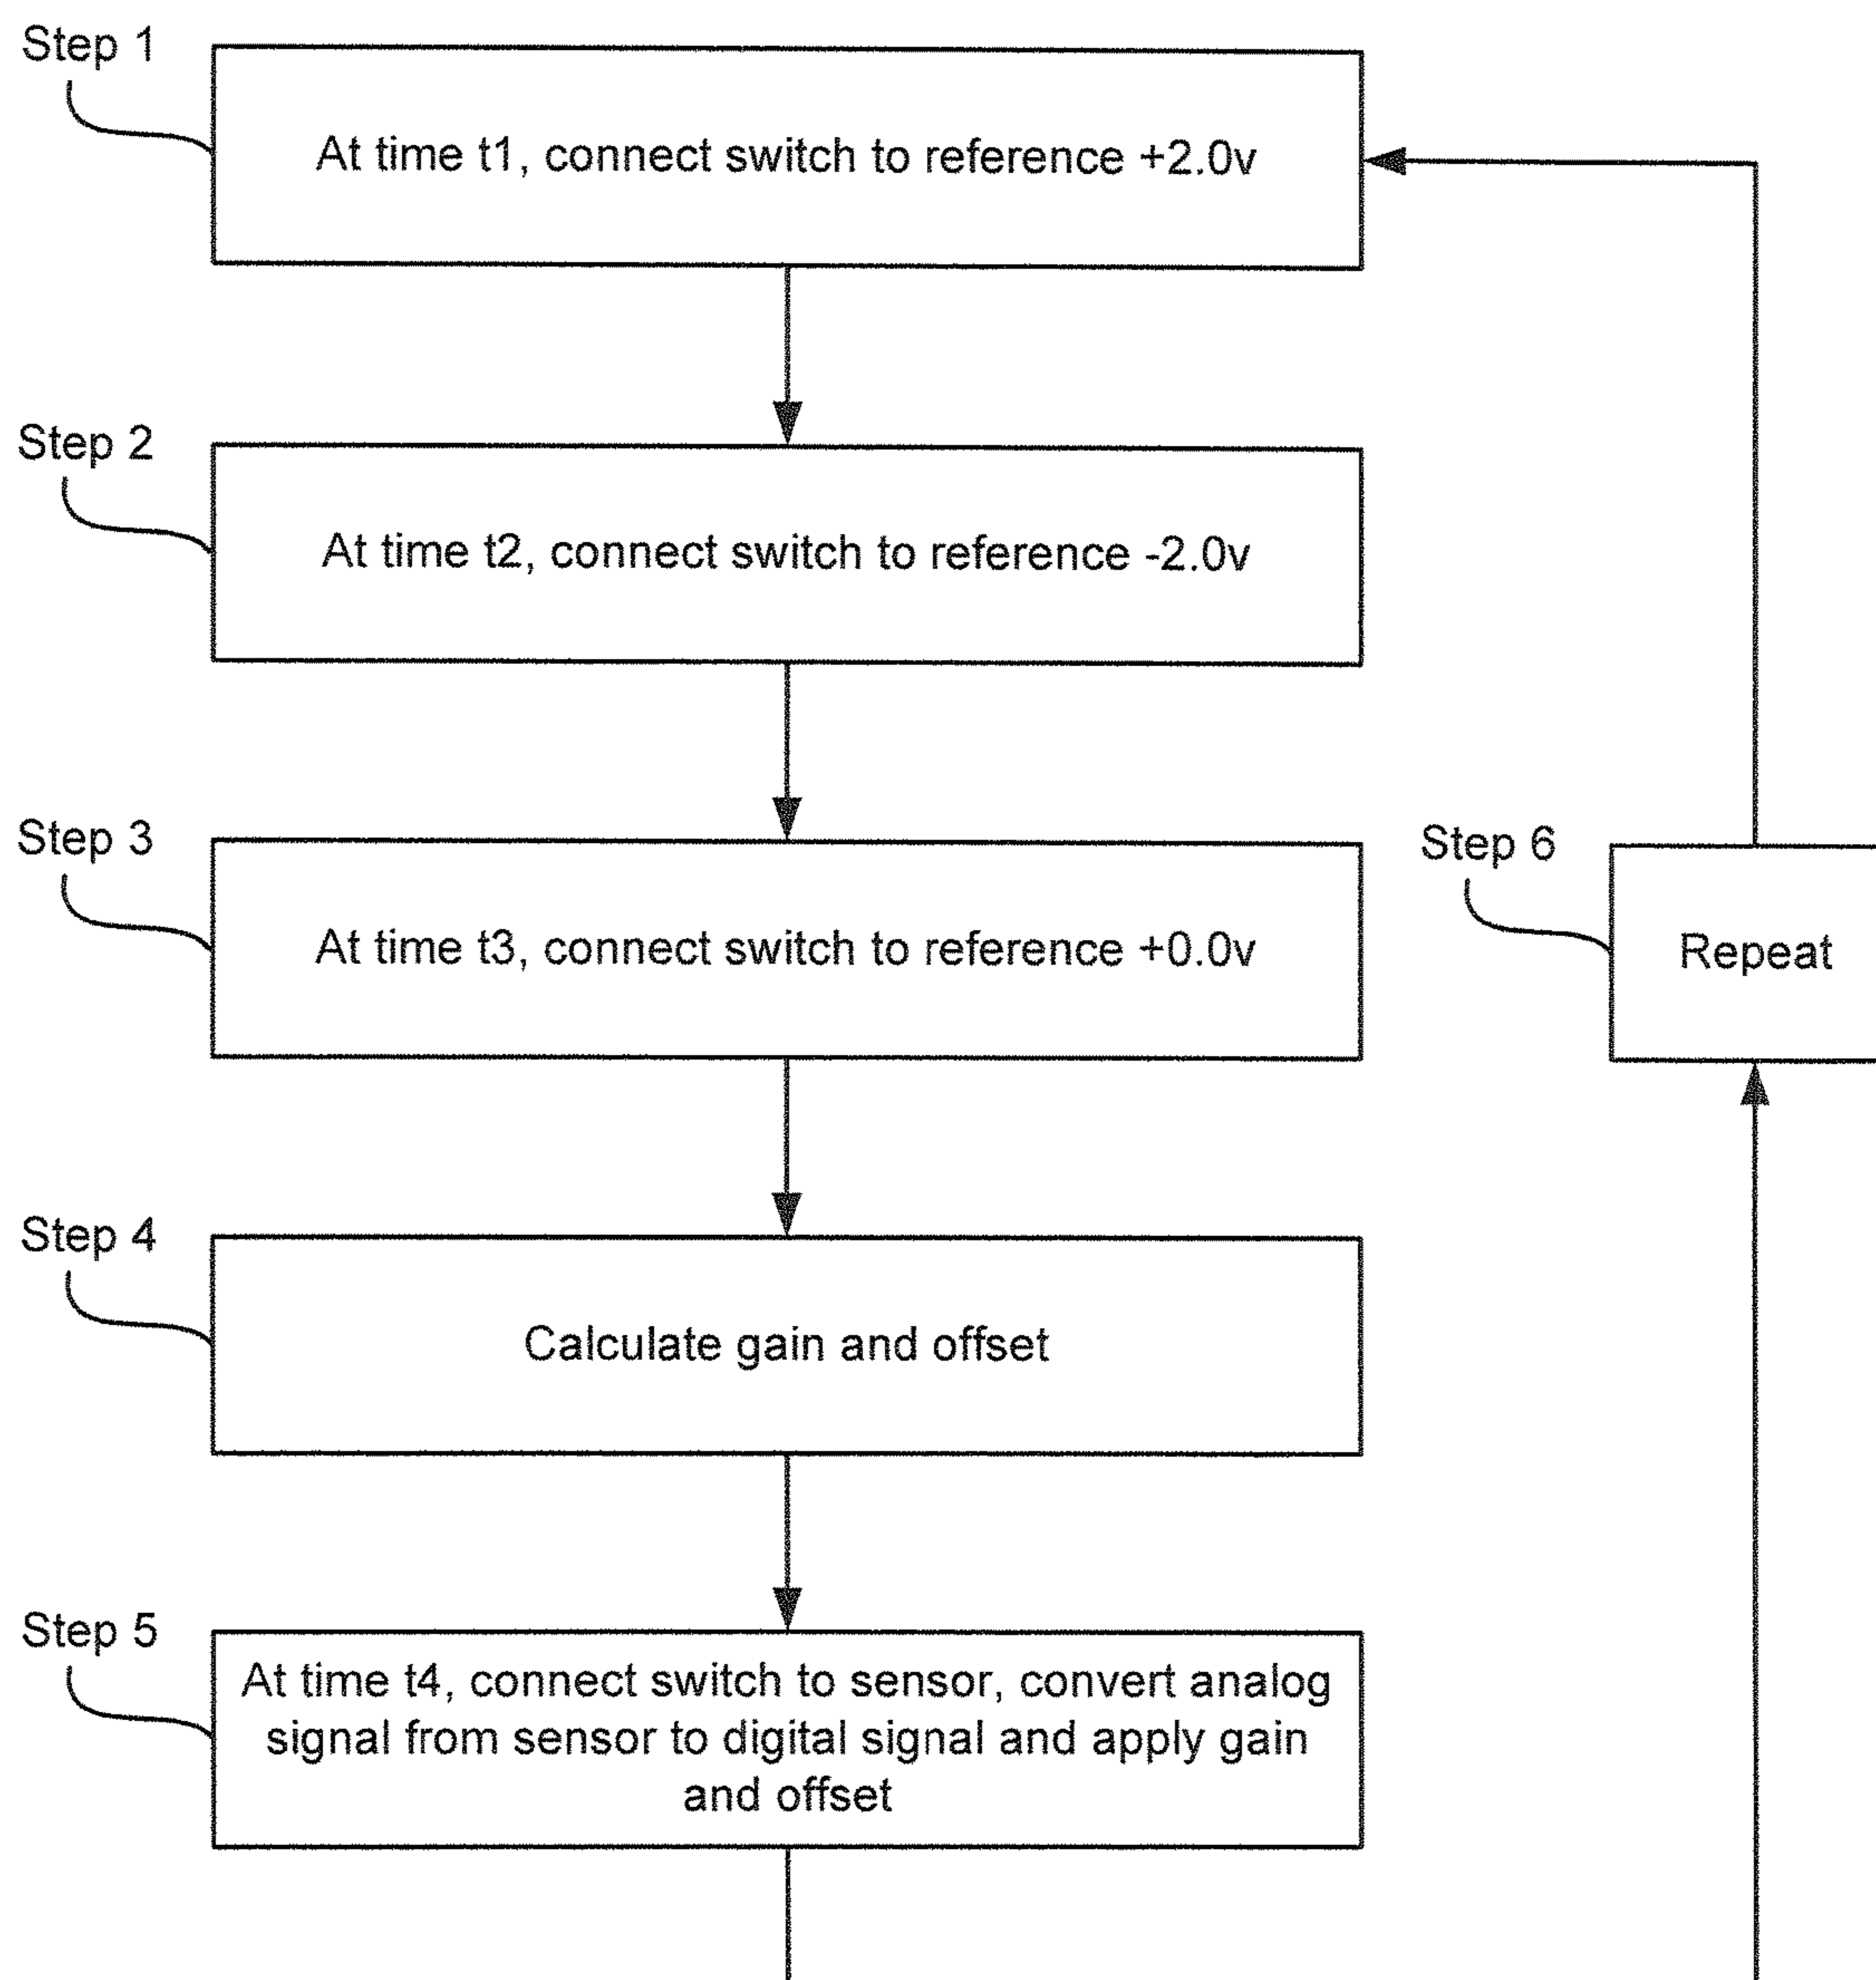 Step 1
At time t1, connect switch to reference +2.0v
Step 2
At time t2, connect switch to reference -2.0v
Step 3
At time t3, connect switch to reference +0.0v
Step 6
Repeat
Step 4
Calculate gain and offset
Step 5
At time t4, connect switch to sensor, convert analog
signal from sensor to digital signal and apply gain
and offset